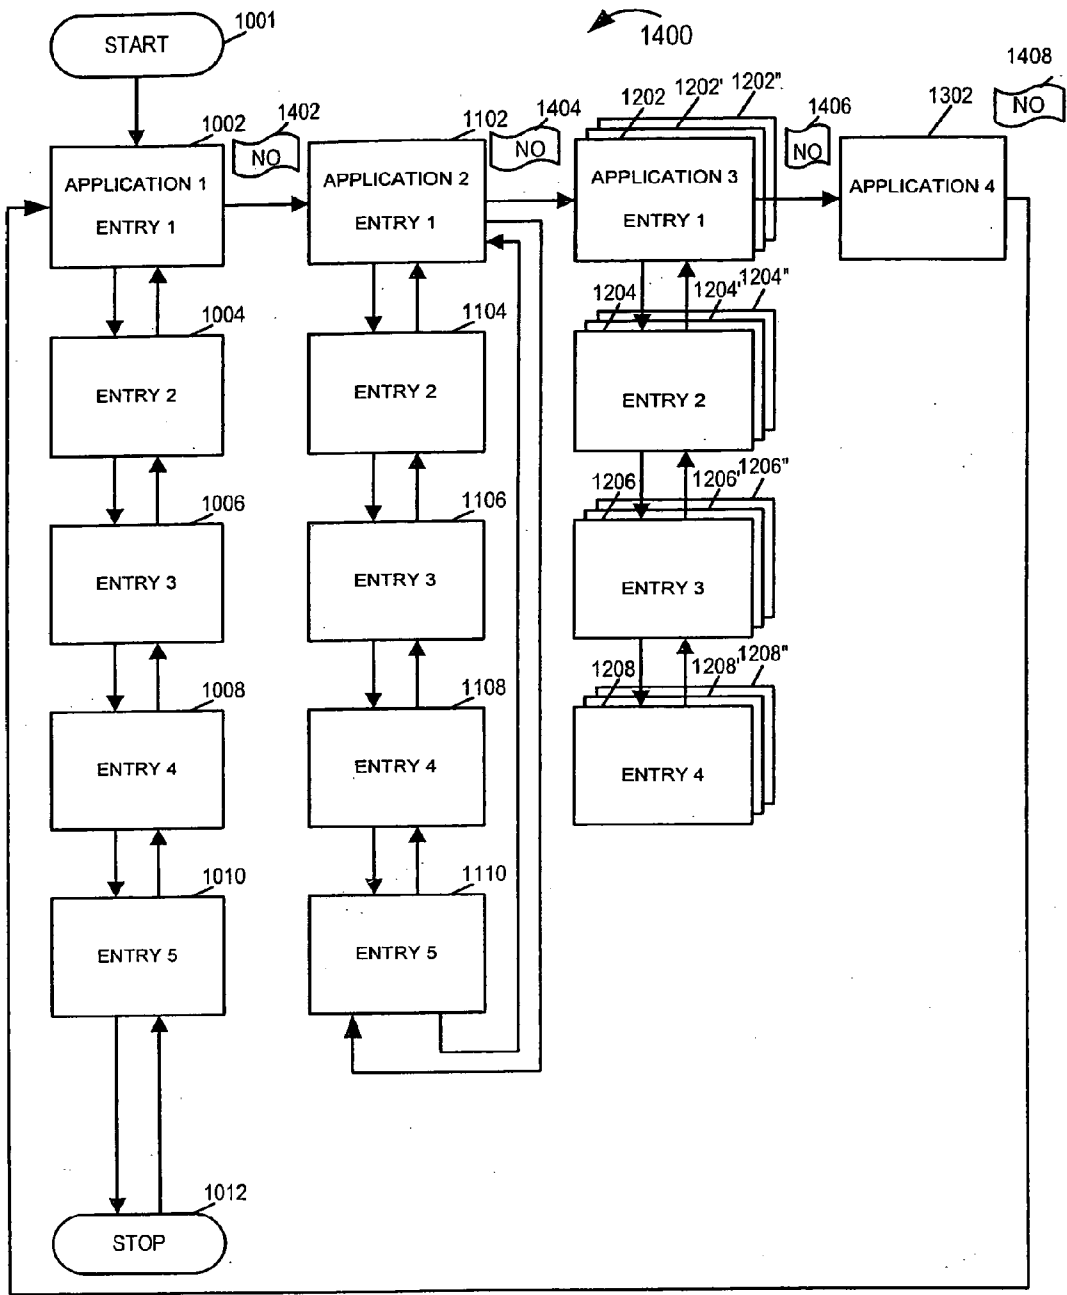 START
1001
1400
1408
NO
1002
1402
NO
1102
1404
NO
1202
1202'
1202"
1406
NO
1302
APPLICATION 1
ENTRY 1
APPLICATION 2
ENTRY 1
APPLICATION 3
ENTRY 1
APPLICATION 4
1004
1104
1204
1204'
1204"
ENTRY 2
ENTRY 2
ENTRY 2
1006
1106
1206
1206'
1206"
ENTRY 3
ENTRY 3
ENTRY 3
1008
1108
1208
1208'
1208"
ENTRY 4
ENTRY 4
ENTRY 4
1010
1110
ENTRY 5
ENTRY 5
1012
STOP